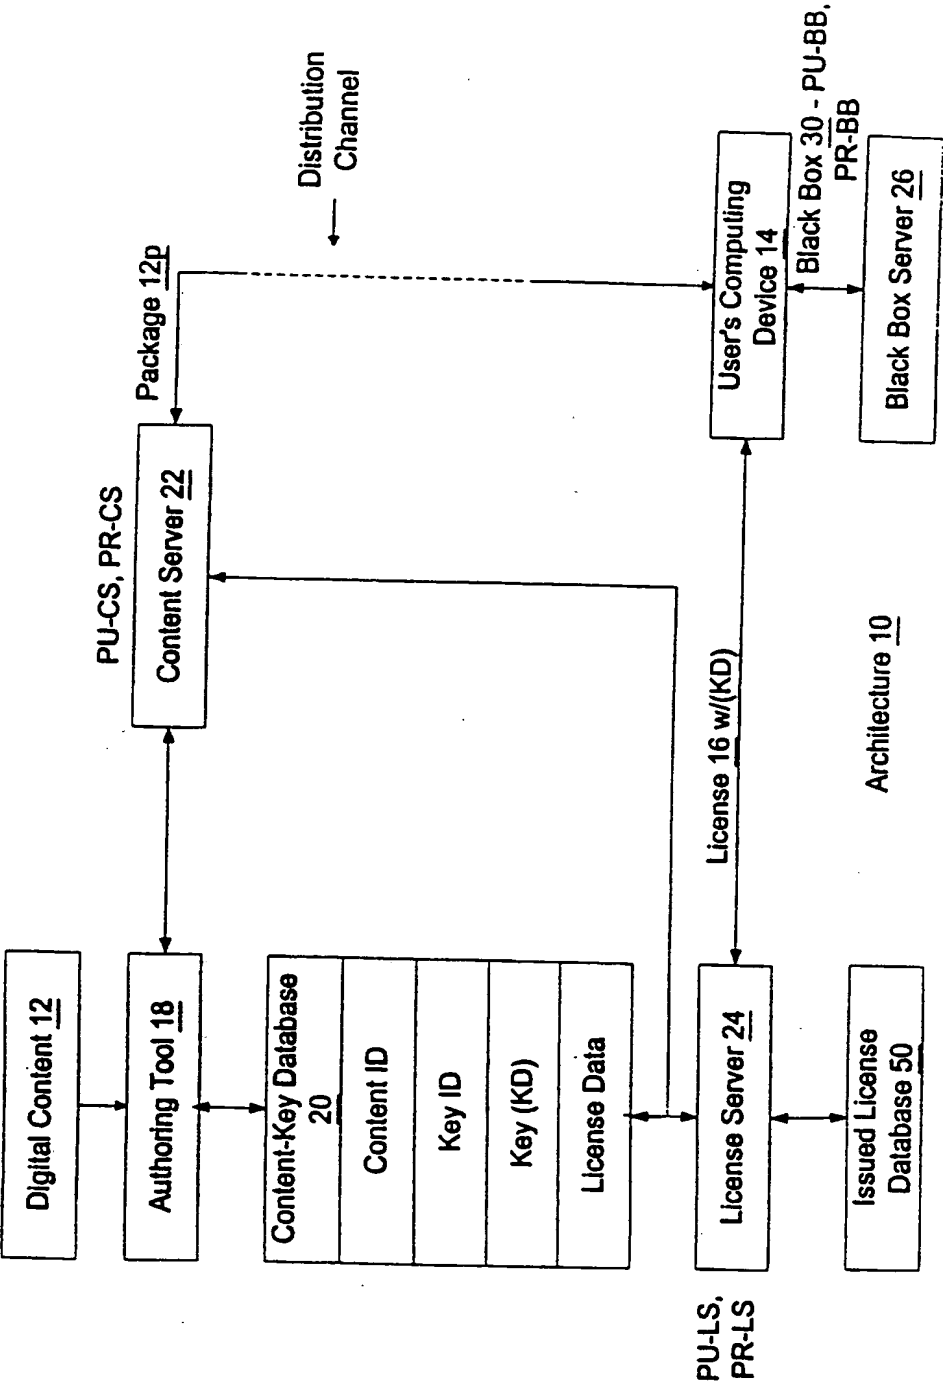 Digital Content 12
Authoring Tool 18
Content-Key Database
20
Content ID
Key ID
Key (KD)
License Data
PU-LS,
PR-LS
License Server 24
Issued License
Database 50
PU-CS, PR-CS
Content Server 22
Package 12p
Distribution
Channel
License 16 w/(KD)
User's Computing
Device 14
Black Box 30 - PU-BB,
PR-BB
Black Box Server 26
Architecture 10